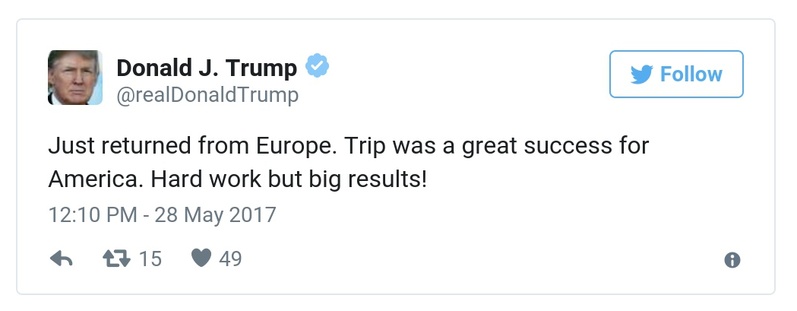 Donald J. Trump
@realDonaldTrump
Follow
Just returned from Europe. Trip was a great success for
America. Hard work but big results!
12:10 PM - 28 May 2017
15 49